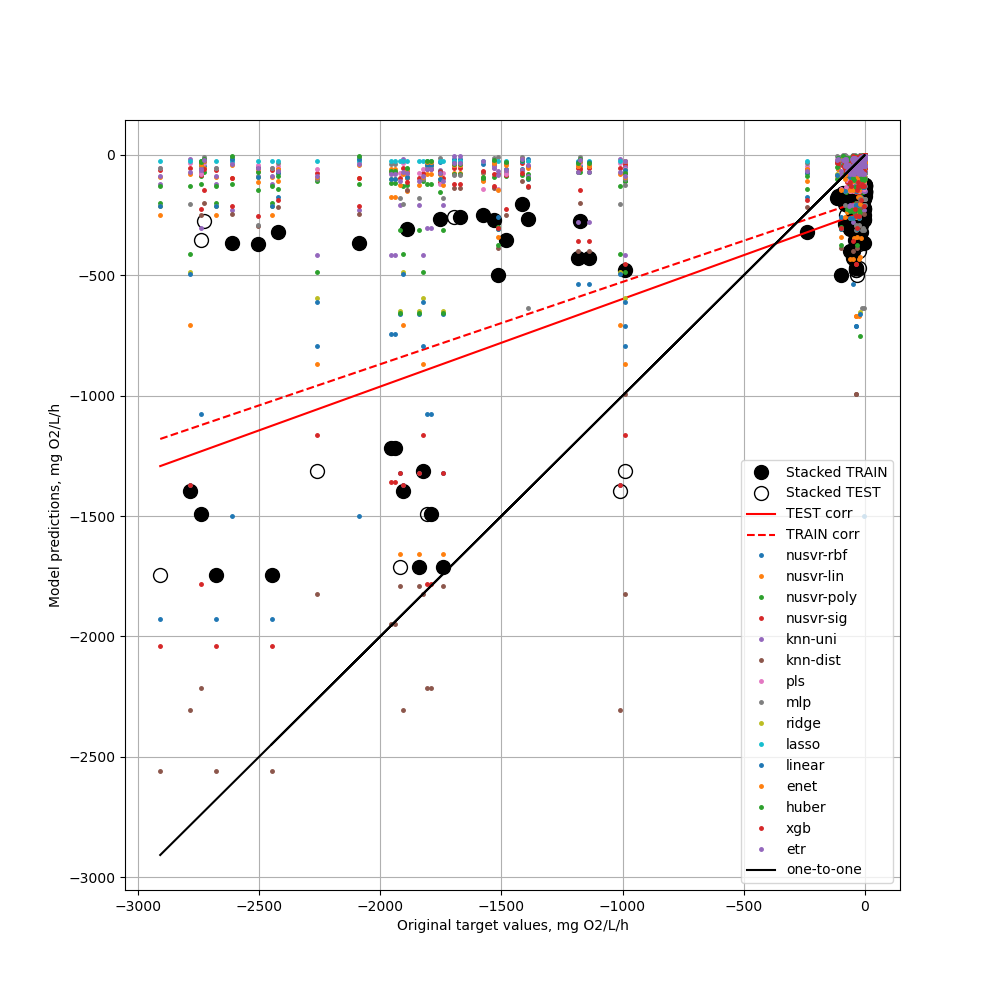 0
−500
−1000
−1500
−2000
−2500
−3000
Model predictions, mg O2/L/h
−3000
−2500
−2000
−1500
−1000
−500
0
Original target values, mg O2/L/h
Stacked TRAIN
Stacked TEST
TEST corr
TRAIN corr
nusvr-rbf
nusvr-lin
nusvr-poly
nusvr-sig
knn-uni
knn-dist
pls
mlp
ridge
lasso
linear
enet
huber
xgb
etr
one-to-one